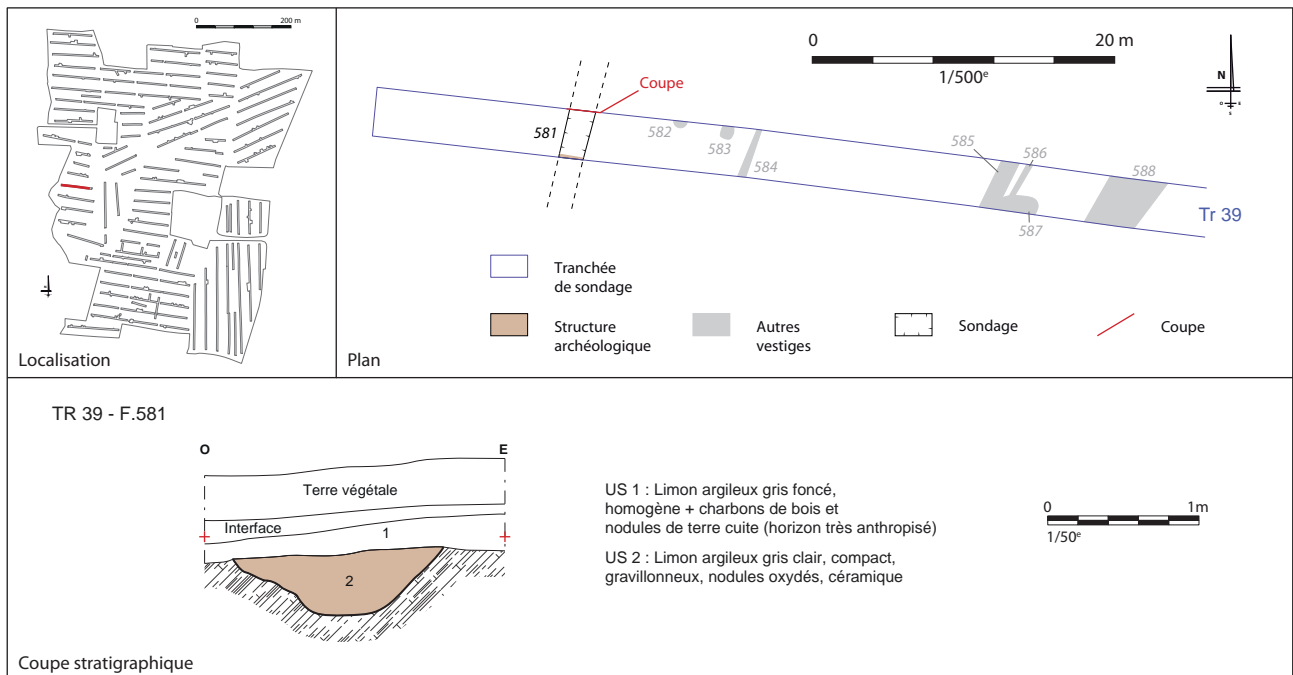 200 m
Localisation
0 20 m
1/500e
N
O E
S
Coupe
581
582
583
584
585
586
587
588
Tr 39
Tranchée
de sondage
Structure
archéologique
Autres
vestiges
Sondage
Coupe
Plan
TR 39 - F.581
O E
Terre végétale
Interface
1
2
US 1 : Limon argileux gris foncé,
homogène + charbons de bois et
nodules de terre cuite (horizon très anthropisé)
US 2 : Limon argileux gris clair, compact,
gravillonneux, nodules oxydés, céramique
0 1m
1/50e
Coupe stratigraphique